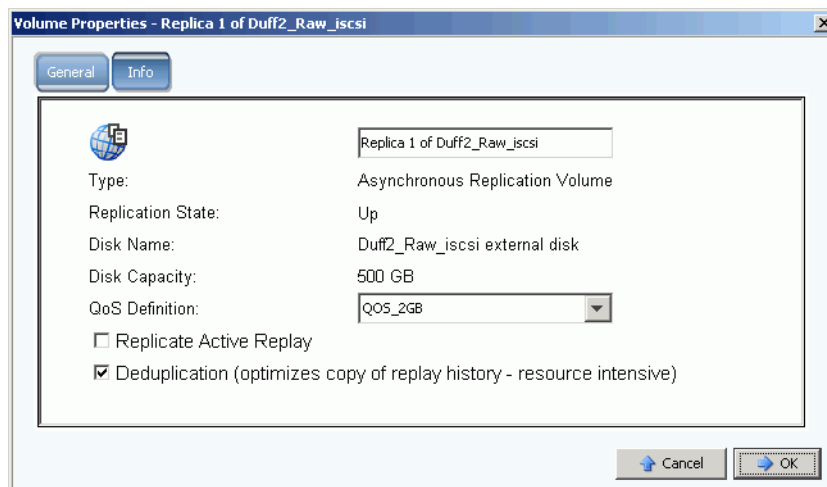 Volume Properties - Replica 1 of Duff2_Raw_iscsi
General Info
Replica 1 of Duff2_Raw_iscsi
Type: Asynchronous Replication Volume
Replication State: Up
Disk Name: Duff2_Raw_iscsi external disk
Disk Capacity: 500 GB
QoS Definition: QOS_2GB
Replicate Active Replay
Deduplication (optimizes copy of replay history - resource intensive)
Cancel OK